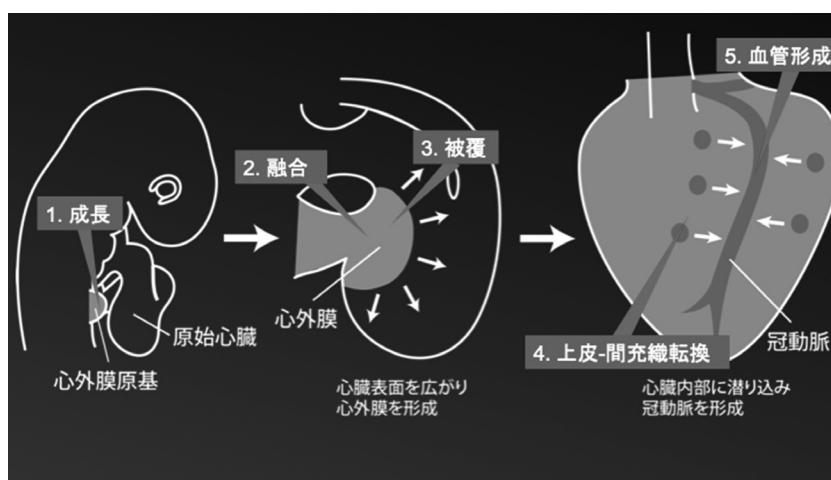 1. 成長
原始心臓
心外膜原基
2. 融合
3. 被覆
心外膜
心臓表面を広がり
心外膜を形成
5. 血管形成
4. 上皮-間充織転換
冠動脈
心臓内部に潜り込み
冠動脈を形成